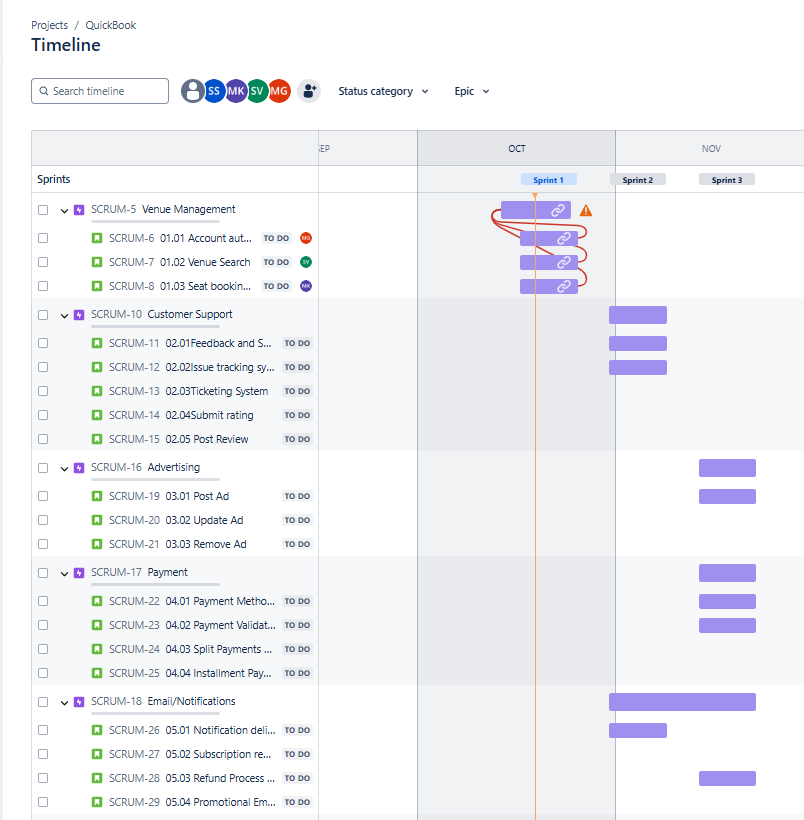 Projects / QuickBook
Timeline
Search timeline SS MK SV MG Status category Epic
EP OCT NOV
Sprints Sprint 1 Sprint 2 Sprint 3
SCRUM-5 Venue Management
SCRUM-6 01.01 Account aut... TO DO MG
SCRUM-7 01.02 Venue Search TO DO SV
SCRUM-8 01.03 Seat bookin... TO DO MK
SCRUM-10 Customer Support
SCRUM-11 02.01Feedback and S... TO DO
SCRUM-12 02.02Issue tracking sy... TO DO
SCRUM-13 02.03Ticketing System TO DO
SCRUM-14 02.04Submit rating TO DO
SCRUM-15 02.05 Post Review TO DO
SCRUM-16 Advertising
SCRUM-19 03.01 Post Ad TO DO
SCRUM-20 03.02 Update Ad TO DO
SCRUM-21 03.03 Remove Ad TO DO
SCRUM-17 Payment
SCRUM-22 04.01 Payment Metho... TO DO
SCRUM-23 04.02 Payment Validat... TO DO
SCRUM-24 04.03 Split Payments ... TO DO
SCRUM-25 04.04 Installment Pay... TO DO
SCRUM-18 Email/Notifications
SCRUM-26 05.01 Notification deli... TO DO
SCRUM-27 05.02 Subscription re... TO DO
SCRUM-28 05.03 Refund Process ... TO DO
SCRUM-29 05.04 Promotional Em... TO DO